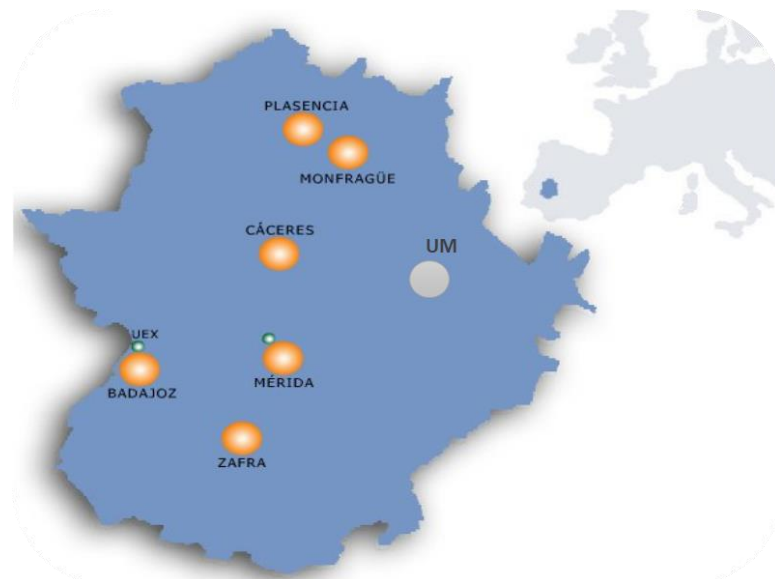 PLASENCIA
MONFRAGÜE
CÁCERES
UM
UEX
BADAJOZ
MÉRIDA
ZAFRA